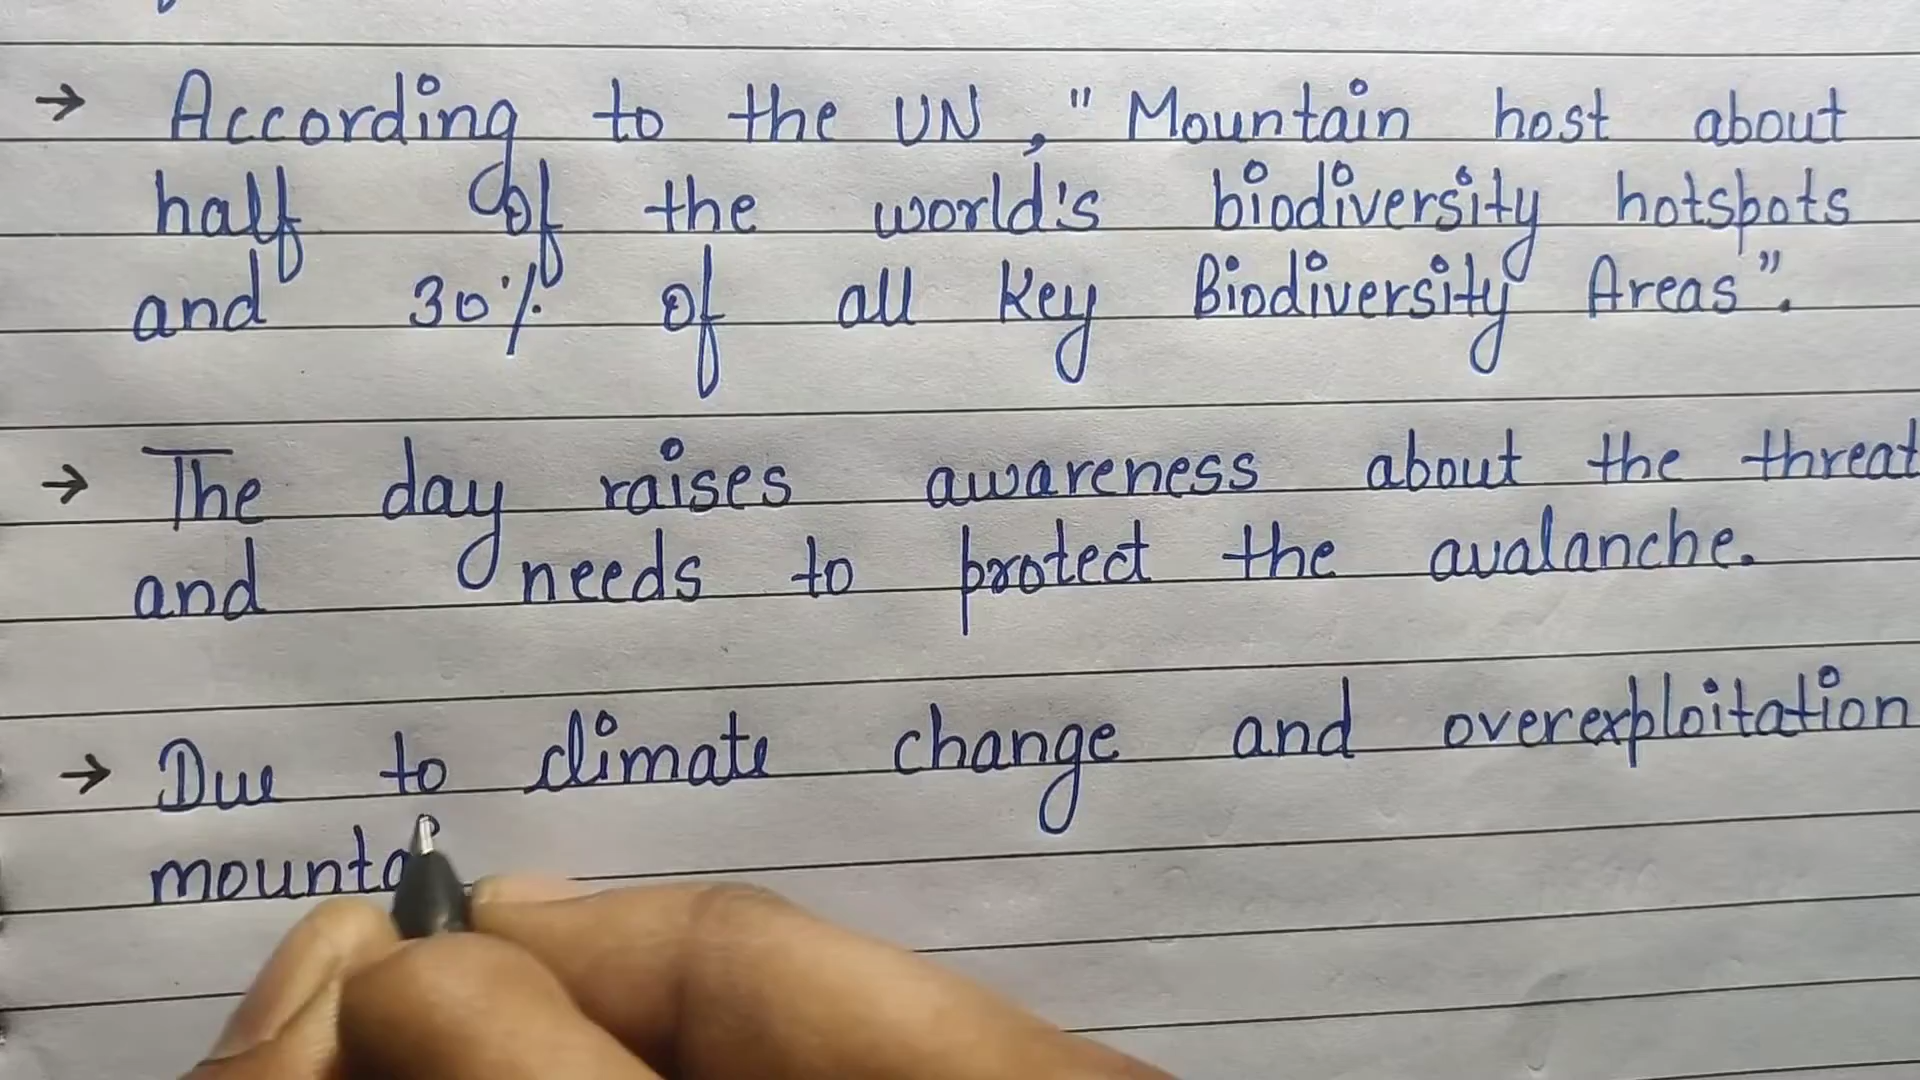 → According to the UN, "Mountain host about
half of the world's biodiversity hotspots
and 30% of all Key Biodiversity Areas".
→ The day raises awareness about the threat
and needs to protect the avalanche.
→ Due to climate change and overexploitation